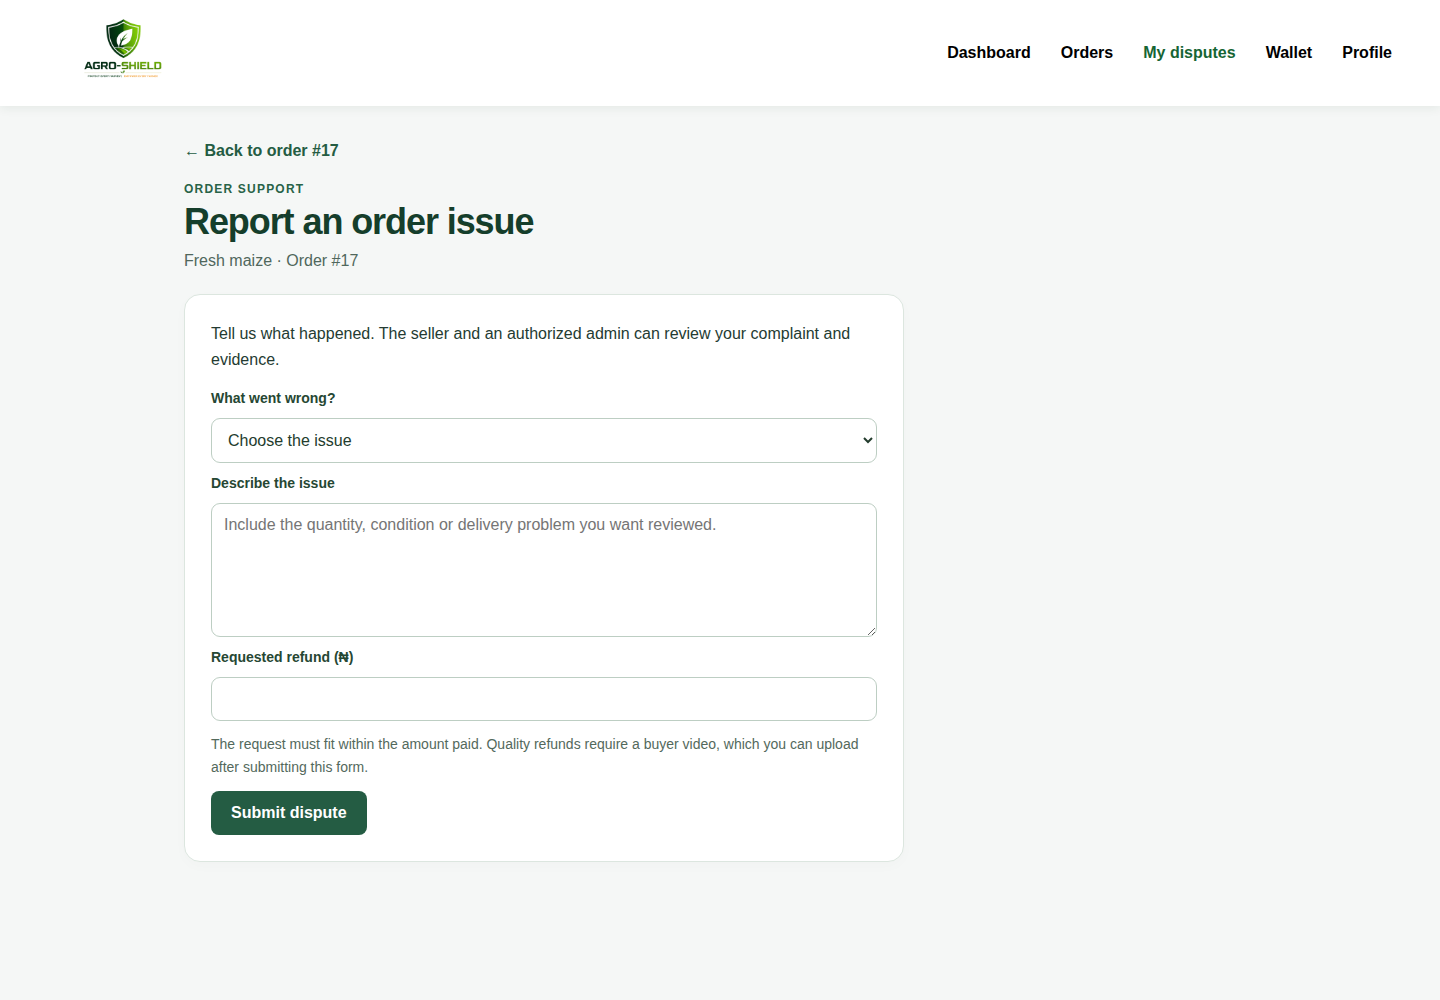 AGRO-SHIELD
Dashboard
Orders
My disputes
Wallet
Profile
← Back to order #17
ORDER SUPPORT
Report an order issue
Fresh maize · Order #17
Tell us what happened. The seller and an authorized admin can review your complaint and
evidence.
What went wrong?
Choose the issue
Describe the issue
Include the quantity, condition or delivery problem you want reviewed.
Requested refund (₦)
The request must fit within the amount paid. Quality refunds require a buyer video, which you can upload
after submitting this form.
Submit dispute